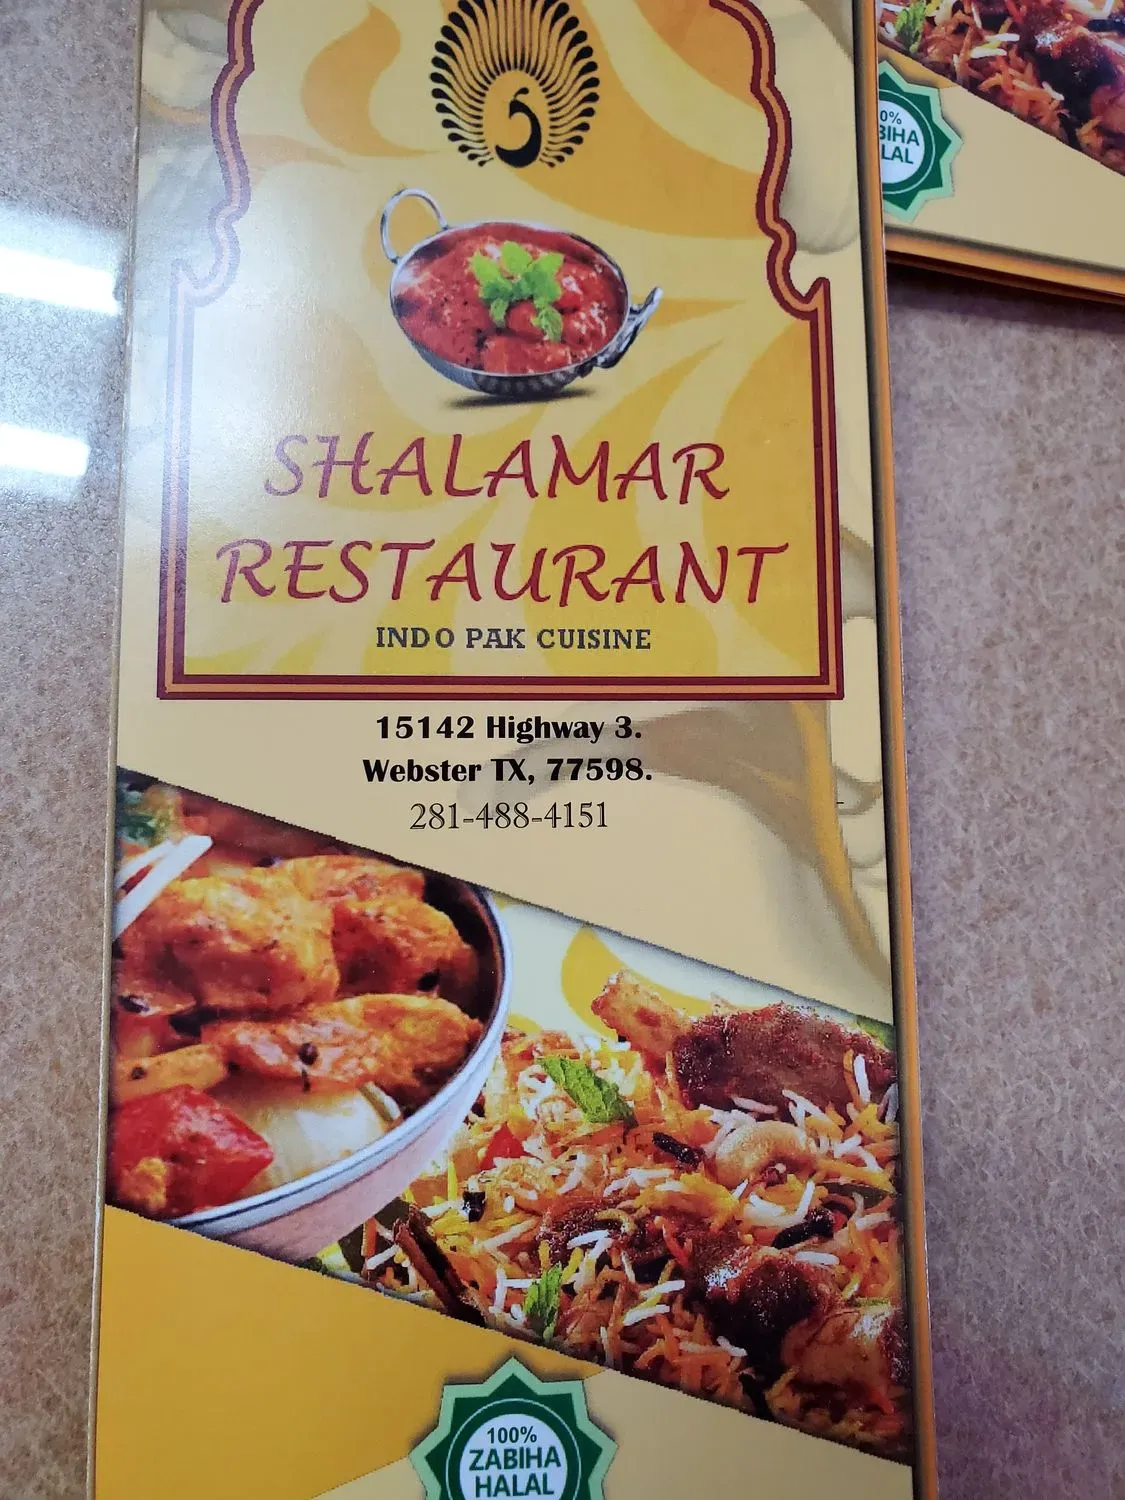 SHALAMAR
RESTAURANT
INDO PAK CUISINE
15142 Highway 3.
Webster TX, 77598.
281-488-4151
100%
ZABIHA
HALAL